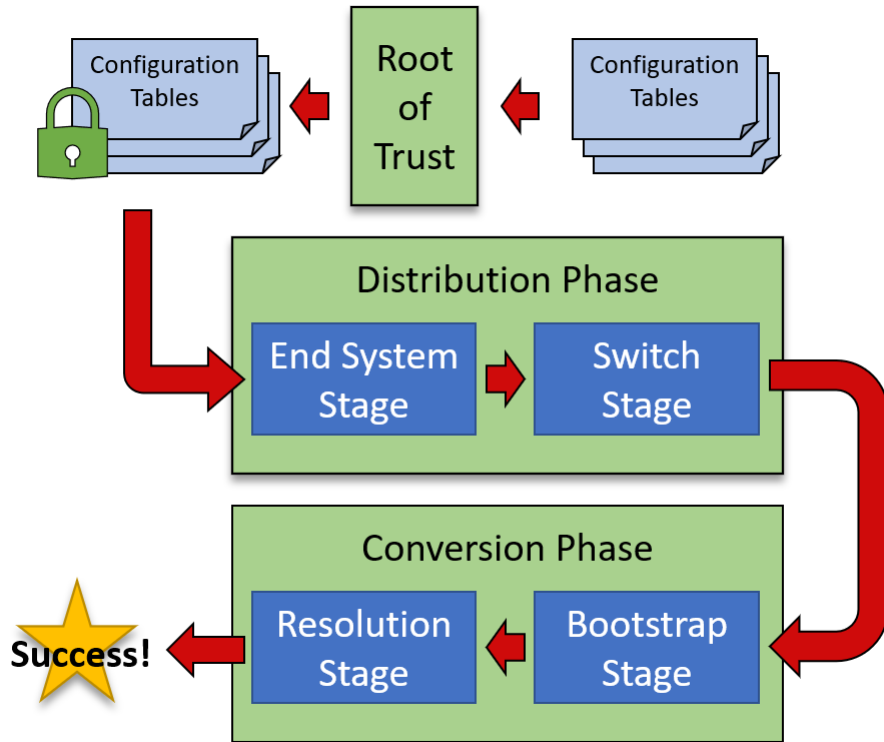 Configuration
Tables
Root
of
Trust
Configuration
Tables
Distribution Phase
End System
Stage
Switch
Stage
Conversion Phase
Resolution
Stage
Bootstrap
Stage
Success!